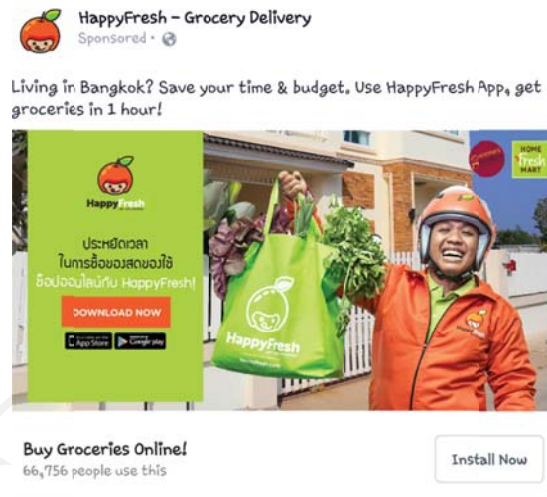 HappyFresh – Grocery Delivery
Sponsored ·
Living in Bangkok? Save your time & budget. Use HappyFresh App, get
groceries in 1 hour!
HappyFresh
ประหยัดเวลา
ในการซื้อของสดของใช้
ช็อปออนไลน์กับ HappyFresh!
DOWNLOAD NOW
App Store
Google play
HappyFresh
HOME
fresh
MART
Buy Groceries Online!
66,756 people use this
Install Now